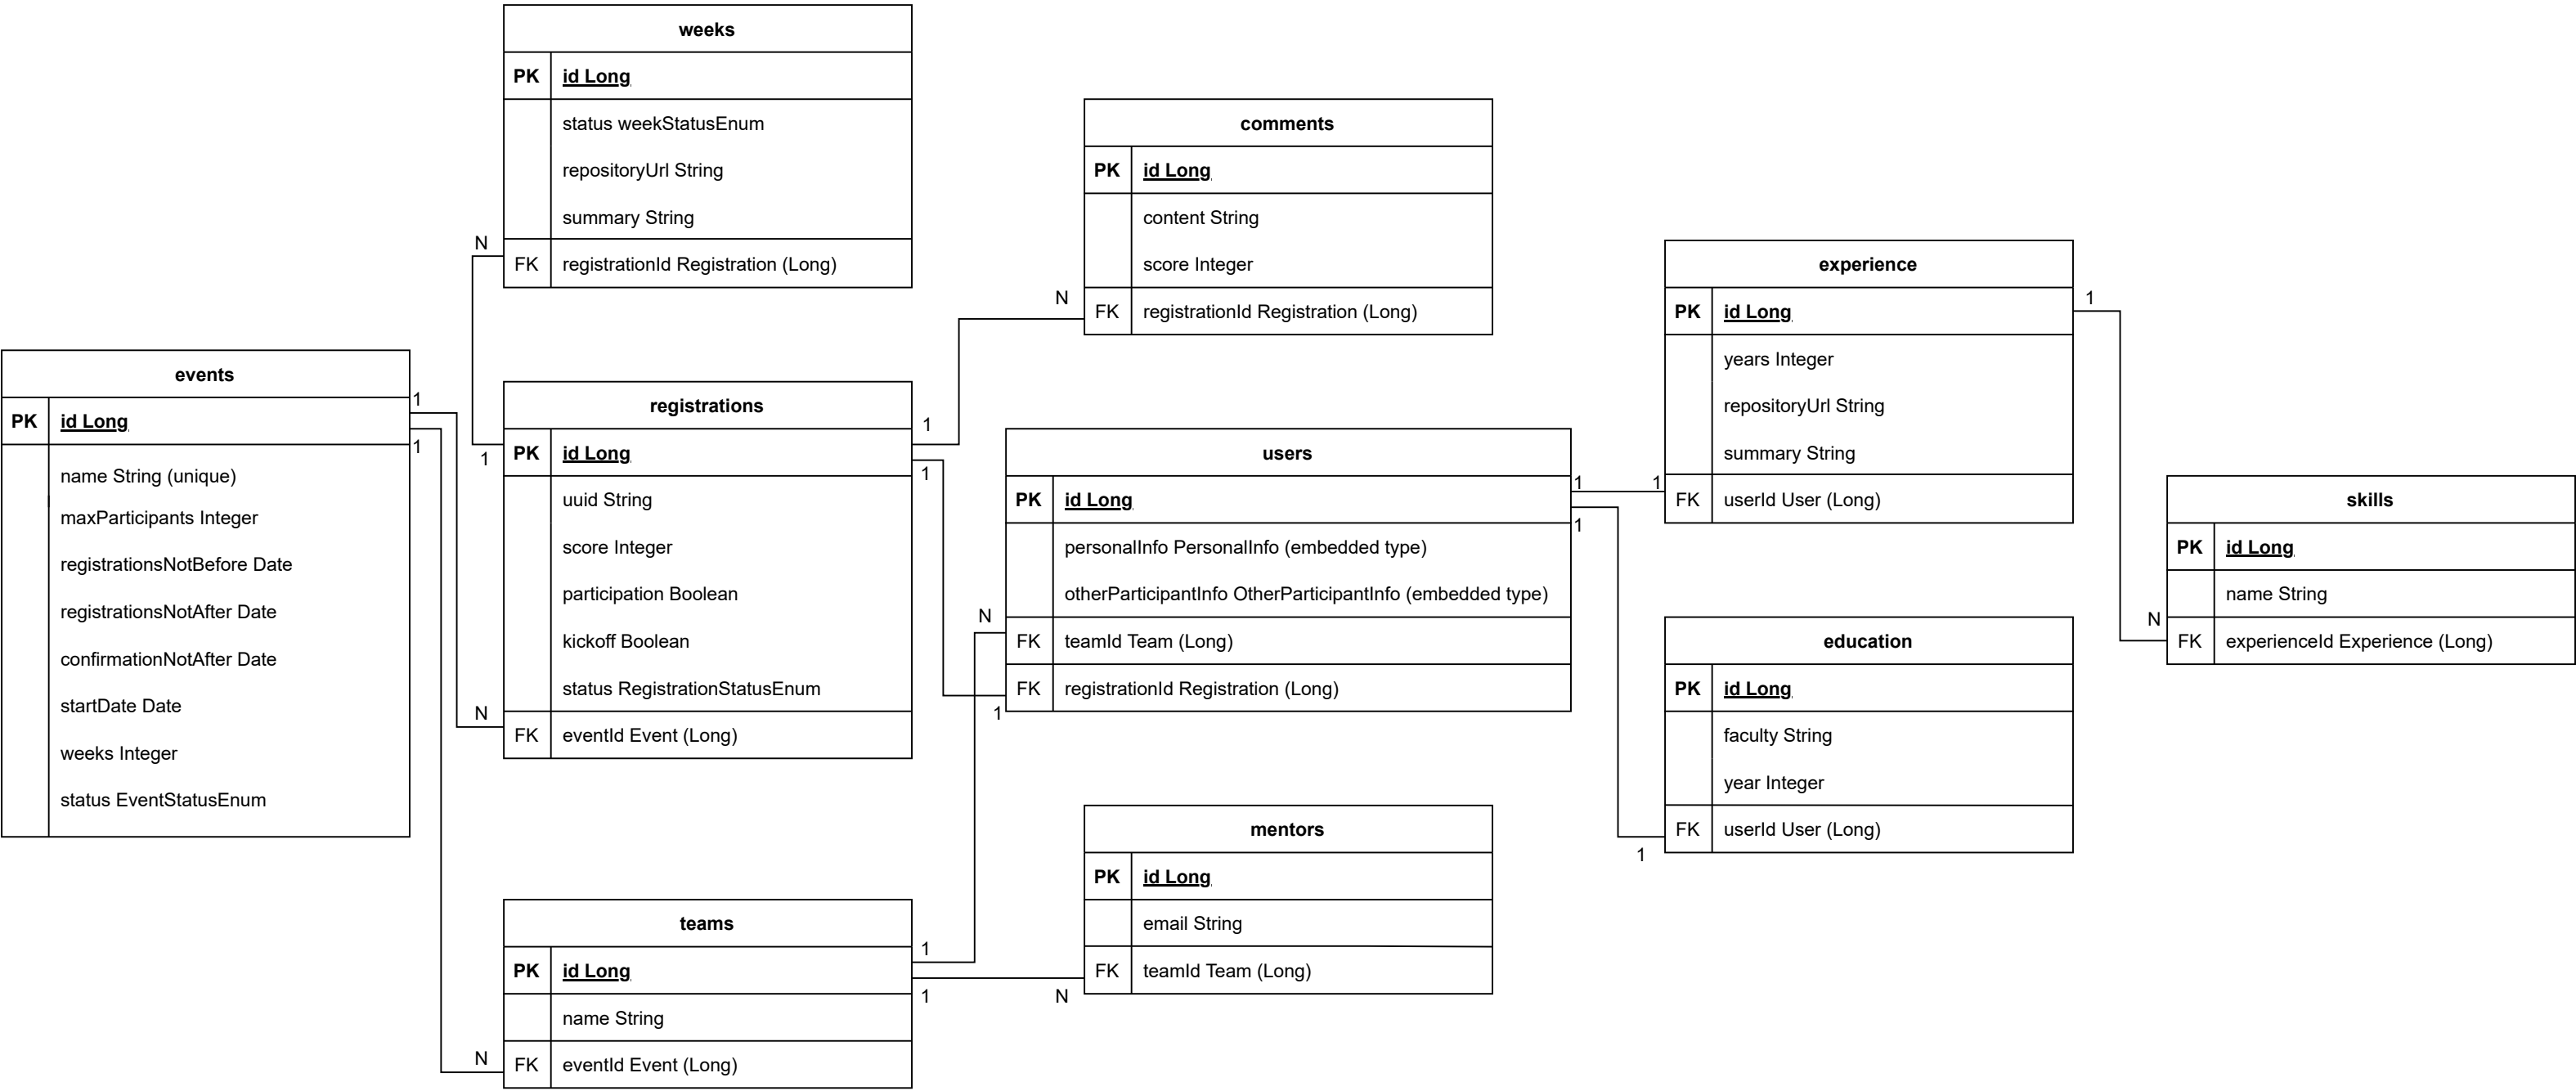 weeks
PK id Long
status weekStatusEnum
repositoryUrl String
summary String
N
FK registrationId Registration (Long)
comments
PK id Long
content String
score Integer
N
FK registrationId Registration (Long)
experience
PK id Long
1
years Integer
repositoryUrl String
summary String
1
FK userId User (Long)
events
1
PK id Long
1
name String (unique)
maxParticipants Integer
registrationsNotBefore Date
registrationsNotAfter Date
confirmationNotAfter Date
startDate Date
weeks Integer
status EventStatusEnum
registrations
1
1 PK id Long
1
uuid String
score Integer
participation Boolean
kickoff Boolean
status RegistrationStatusEnum
N
FK eventId Event (Long)
users
1
PK id Long
1
personalInfo PersonalInfo (embedded type)
otherParticipantInfo OtherParticipantInfo (embedded type)
N
FK teamId Team (Long)
FK registrationId Registration (Long)
1
skills
PK id Long
name String
N
FK experienceId Experience (Long)
education
PK id Long
faculty String
year Integer
FK userId User (Long)
1
mentors
PK id Long
email String
FK teamId Team (Long)
N
teams
1
PK id Long
1
name String
N
FK eventId Event (Long)